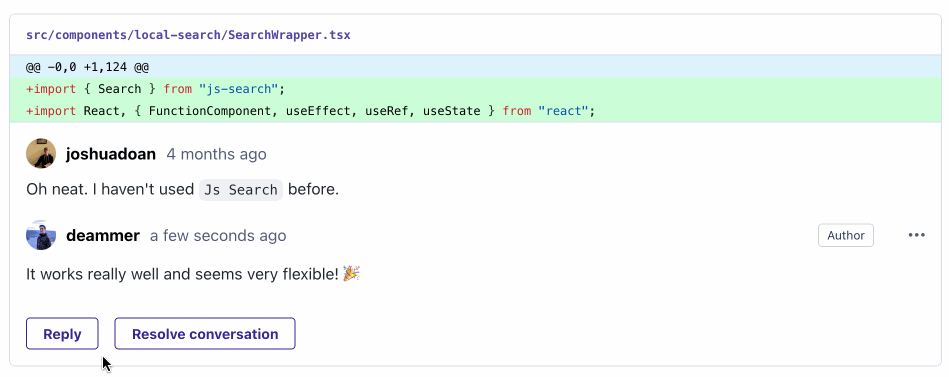 src/components/local-search/SearchWrapper.tsx
@@ -0,0 +1,124 @@
+import { Search } from "js-search";
+import React, { FunctionComponent, useEffect, useRef, useState } from "react";
joshuadoan 4 months ago
Oh neat. I haven't used Js Search before.
deammer a few seconds ago Author •••
It works really well and seems very flexible! 🎉
Reply Resolve conversation